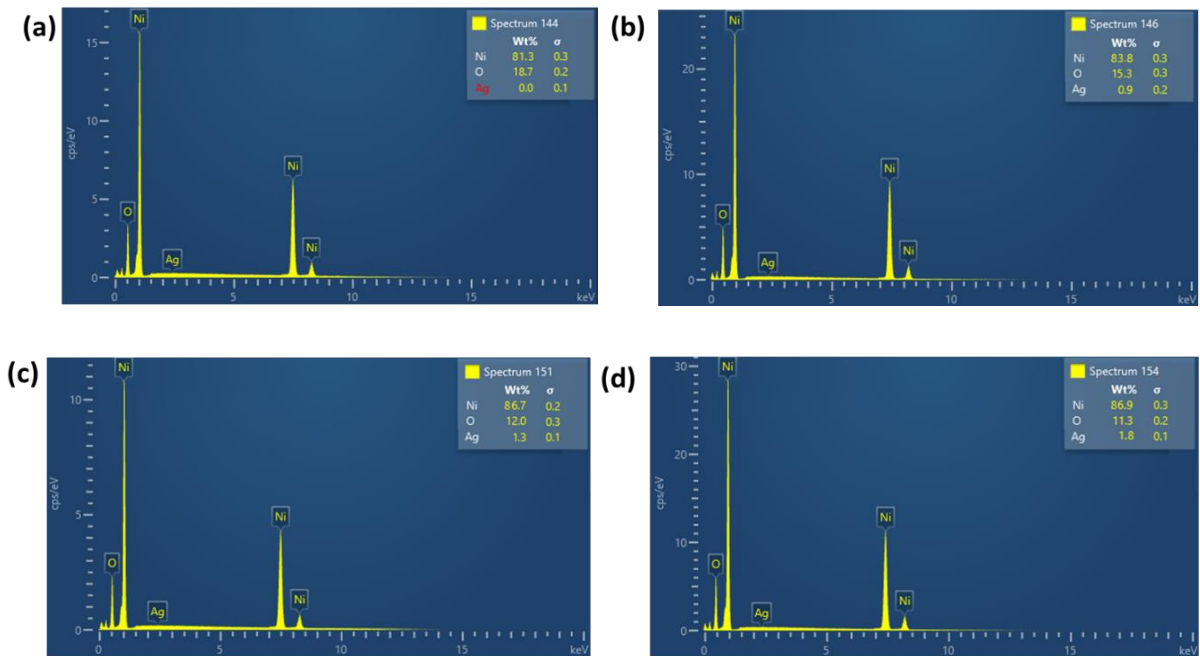 (a)
Ni
Spectrum 144
Wt% σ
Ni 81.3 0.3
O 18.7 0.2
Ag 0.0 0.1
15
10
5
0
cps/eV
O
Ag
Ni
Ni
0 5 10 15 keV
(b)
Ni
Spectrum 146
Wt% σ
Ni 83.8 0.3
O 15.3 0.3
Ag 0.9 0.2
20
10
0
cps/eV
O
Ag
Ni
Ni
0 5 10 15 keV
(c)
Ni
Spectrum 151
Wt% σ
Ni 86.7 0.2
O 12.0 0.3
Ag 1.3 0.1
10
5
0
cps/eV
O
Ag
Ni
Ni
0 5 10 15 keV
(d)
Ni
Spectrum 154
Wt% σ
Ni 86.9 0.3
O 11.3 0.2
Ag 1.8 0.1
30
20
10
0
cps/eV
O
Ag
Ni
Ni
0 5 10 15 keV